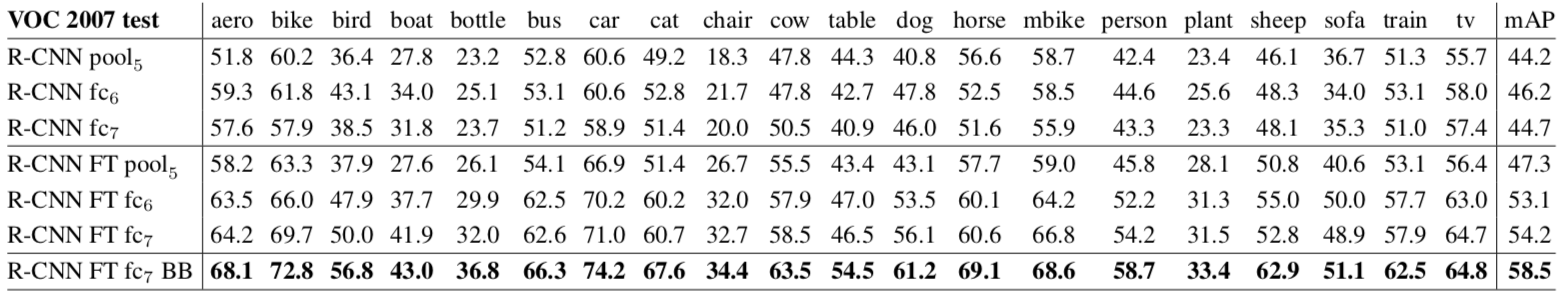 VOC 2007 test aero bike bird boat bottle bus car cat chair cow table dog horse mbike person plant sheep sofa train tv mAP
R-CNN pool5 51.8 60.2 36.4 27.8 23.2 52.8 60.6 49.2 18.3 47.8 44.3 40.8 56.6 58.7 42.4 23.4 46.1 36.7 51.3 55.7 44.2
R-CNN fc6 59.3 61.8 43.1 34.0 25.1 53.1 60.6 52.8 21.7 47.8 42.7 47.8 52.5 58.5 44.6 25.6 48.3 34.0 53.1 58.0 46.2
R-CNN fc7 57.6 57.9 38.5 31.8 23.7 51.2 58.9 51.4 20.0 50.5 40.9 46.0 51.6 55.9 43.3 23.3 48.1 35.3 51.0 57.4 44.7
R-CNN FT pool5 58.2 63.3 37.9 27.6 26.1 54.1 66.9 51.4 26.7 55.5 43.4 43.1 57.7 59.0 45.8 28.1 50.8 40.6 53.1 56.4 47.3
R-CNN FT fc6 63.5 66.0 47.9 37.7 29.9 62.5 70.2 60.2 32.0 57.9 47.0 53.5 60.1 64.2 52.2 31.3 55.0 50.0 57.7 63.0 53.1
R-CNN FT fc7 64.2 69.7 50.0 41.9 32.0 62.6 71.0 60.7 32.7 58.5 46.5 56.1 60.6 66.8 54.2 31.5 52.8 48.9 57.9 64.7 54.2
R-CNN FT fc7 BB 68.1 72.8 56.8 43.0 36.8 66.3 74.2 67.6 34.4 63.5 54.5 61.2 69.1 68.6 58.7 33.4 62.9 51.1 62.5 64.8 58.5